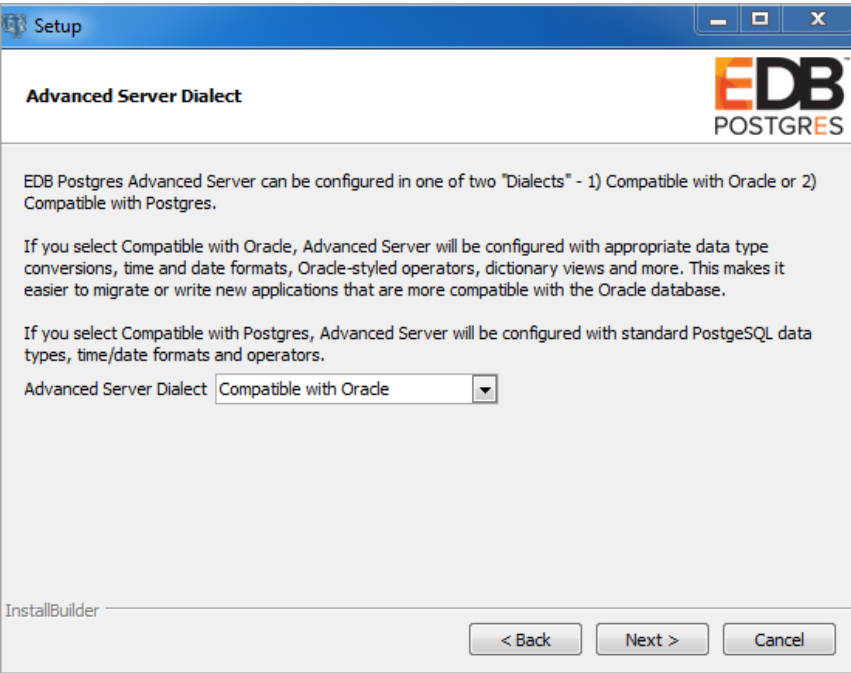 Setup
Advanced Server Dialect
EDB
POSTGRES
EDB Postgres Advanced Server can be configured in one of two "Dialects" - 1) Compatible with Oracle or 2)
Compatible with Postgres.
If you select Compatible with Oracle, Advanced Server will be configured with appropriate data type
conversions, time and date formats, Oracle-styled operators, dictionary views and more. This makes it
easier to migrate or write new applications that are more compatible with the Oracle database.
If you select Compatible with Postgres, Advanced Server will be configured with standard PostgeSQL data
types, time/date formats and operators.
Advanced Server Dialect Compatible with Oracle
InstallBuilder
< Back Next > Cancel